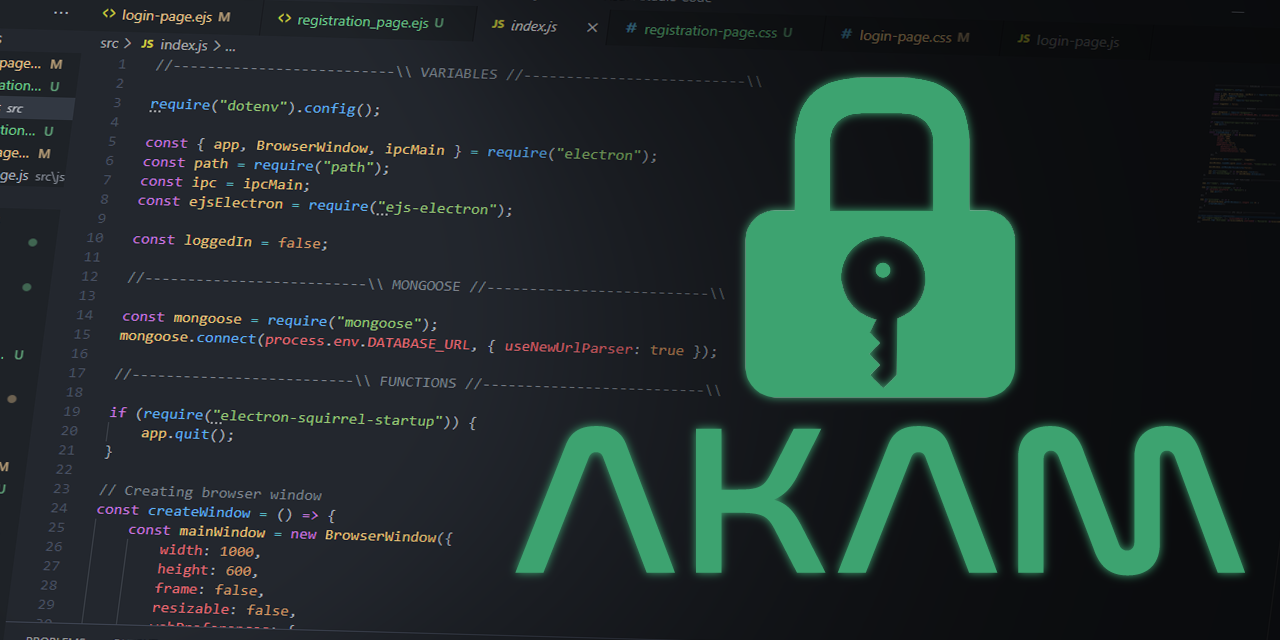 login-page.ejs M
registration_page.ejs U
JS index.js
# registration-page.css U
# login-page.css M
JS login-page.js
src > JS index.js > ...
page... M
ation... U
src
tion... U
age... M
ge.js src\js
U
M
U
1 //--------------------------\\ VARIABLES //--------------------------\\
2
3 require("dotenv").config();
4
5 const { app, BrowserWindow, ipcMain } = require("electron");
6 const path = require("path");
7 const ipc = ipcMain;
8 const ejsElectron = require("ejs-electron");
9
10 const loggedIn = false;
11
12 //--------------------------\\ MONGOOSE //--------------------------\\
13
14 const mongoose = require("mongoose");
15 mongoose.connect(process.env.DATABASE_URL, { useNewUrlParser: true });
16
17 //----------------------------\\ FUNCTIONS //--------------------------\\
18
19 if (require("electron-squirrel-startup")) {
20 app.quit();
21 }
22
23 // Creating browser window
24 const createWindow = () => {
25 const mainWindow = new BrowserWindow({
26 width: 1000,
27 height: 600,
28 frame: false,
29 resizable: false,
AKAM